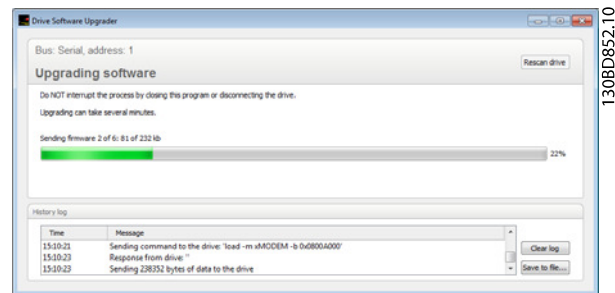 Drive Software Upgrader
Bus: Serial, address: 1
Upgrading software
Rescan drive
Do NOT interrupt the process by closing this program or disconnecting the drive.
Upgrading can take several minutes.
Sending firmware 2 of 6: 81 of 232 kb
22%
History log
Time Message
15:10:21 Sending command to the drive: 'load -m xMODEM -b 0x0800A000'
15:10:23 Response from drive: ''
15:10:23 Sending 238352 bytes of data to the drive
Clear log
Save to file...
130BD852.10